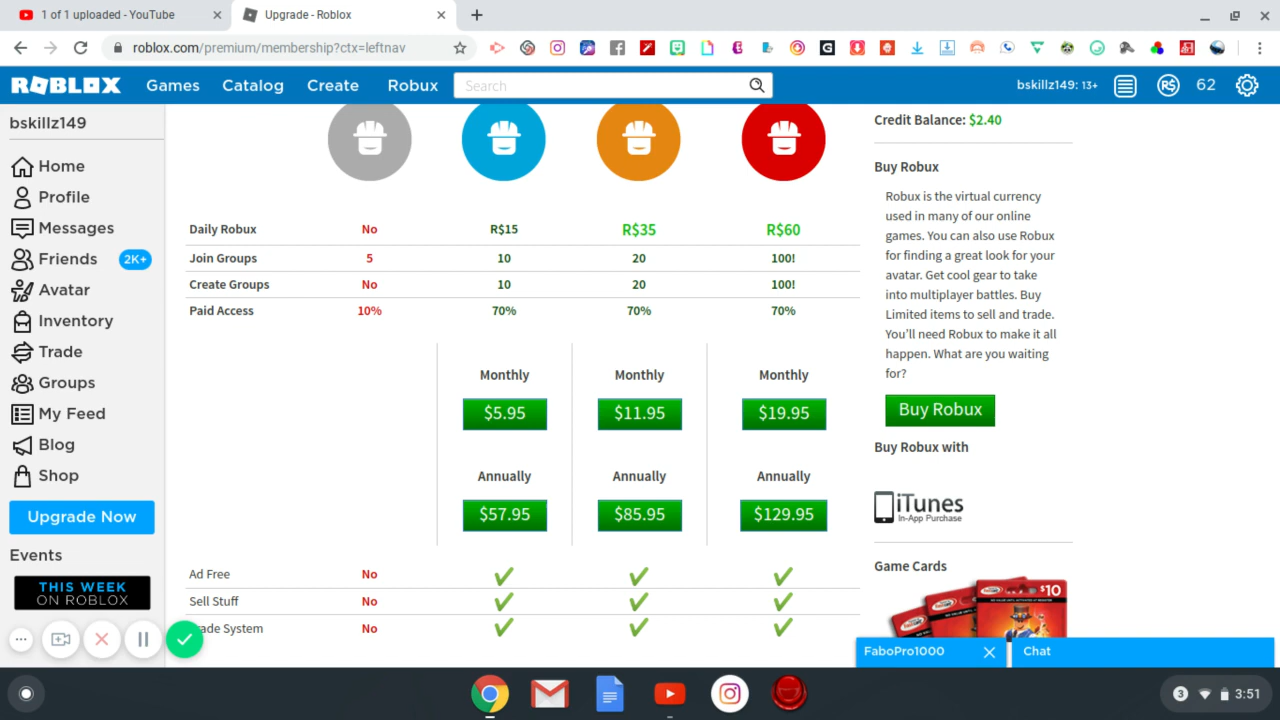 1 of 1 uploaded - YouTube
Upgrade - Roblox
roblox.com/premium/membership?ctx=leftnav
ROBLOX
Games
Catalog
Create
Robux
Search
bskillz149: 13+
R$
62
bskillz149
Home
Profile
Messages
Friends
2K+
Avatar
Inventory
Trade
Groups
My Feed
Blog
Shop
Upgrade Now
Events
THIS WEEK
ON ROBLOX
Daily Robux No R$15 R$35 R$60
Join Groups 5 10 20 100!
Create Groups No 10 20 100!
Paid Access 10% 70% 70% 70%
Monthly Monthly Monthly
$5.95 $11.95 $19.95
Annually Annually Annually
$57.95 $85.95 $129.95
Ad Free No
Sell Stuff No
rade System No
Credit Balance: $2.40
Buy Robux
Robux is the virtual currency
used in many of our online
games. You can also use Robux
for finding a great look for your
avatar. Get cool gear to take
into multiplayer battles. Buy
Limited items to sell and trade.
You'll need Robux to make it all
happen. What are you waiting
for?
Buy Robux
Buy Robux with
iTunes
In-App Purchase
Game Cards
$10
FaboPro1000
Chat
3
3:51